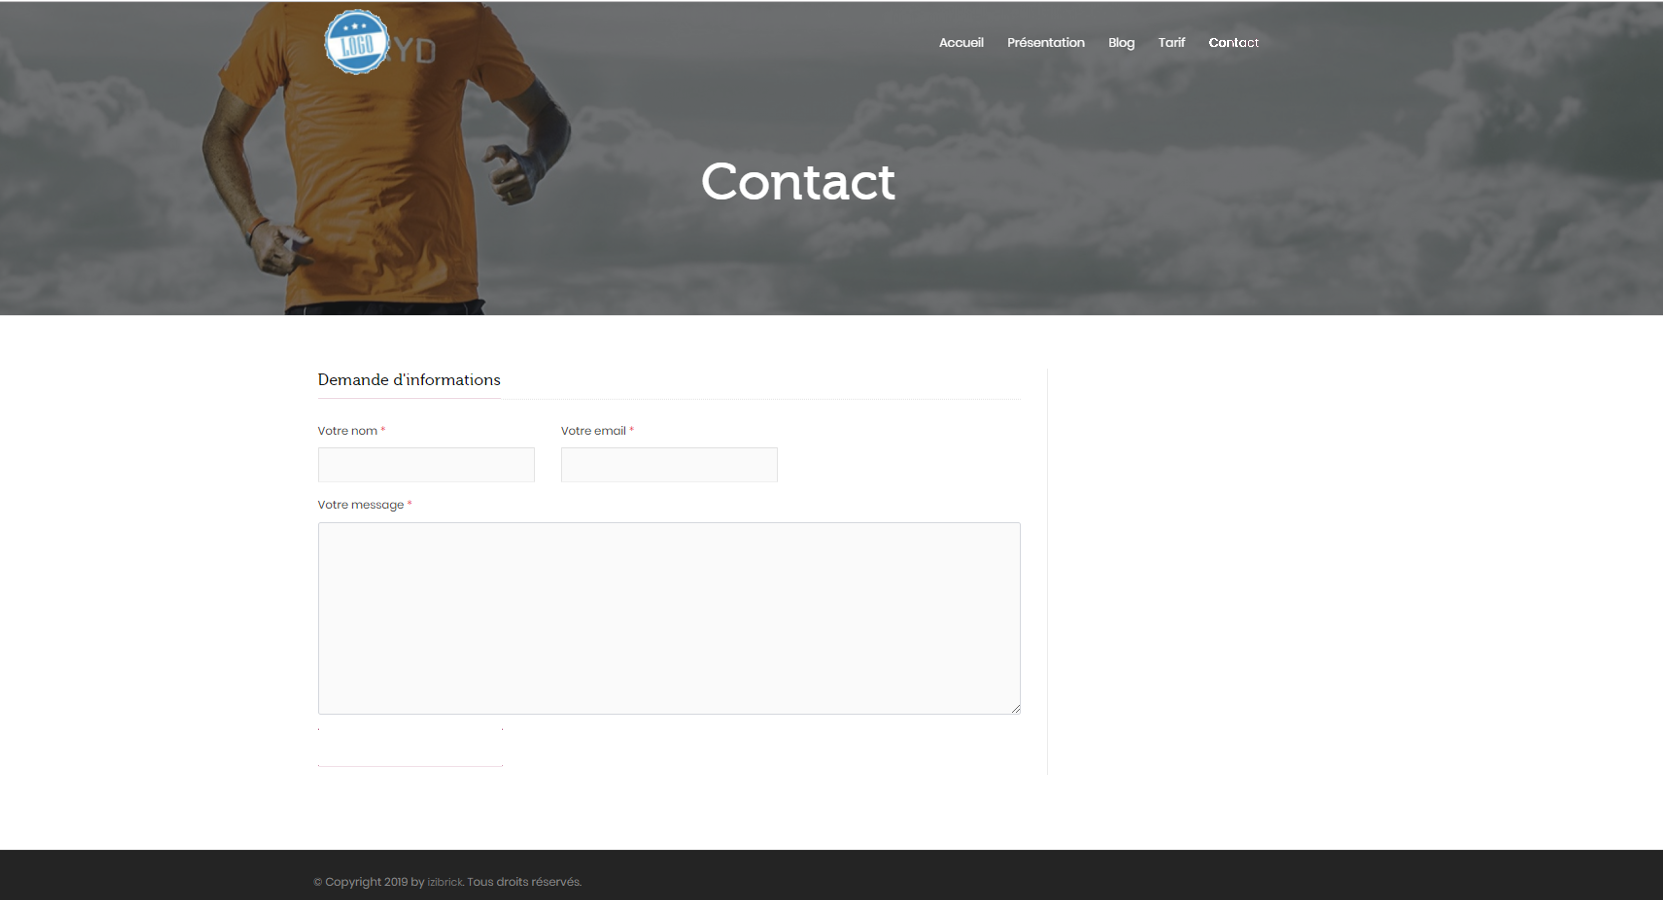 LOGO
YD
Accueil Présentation Blog Tarif Contact
Contact
Demande d'informations
Votre nom * Votre email *
Votre message *
© Copyright 2019 by izibrick. Tous droits réservés.